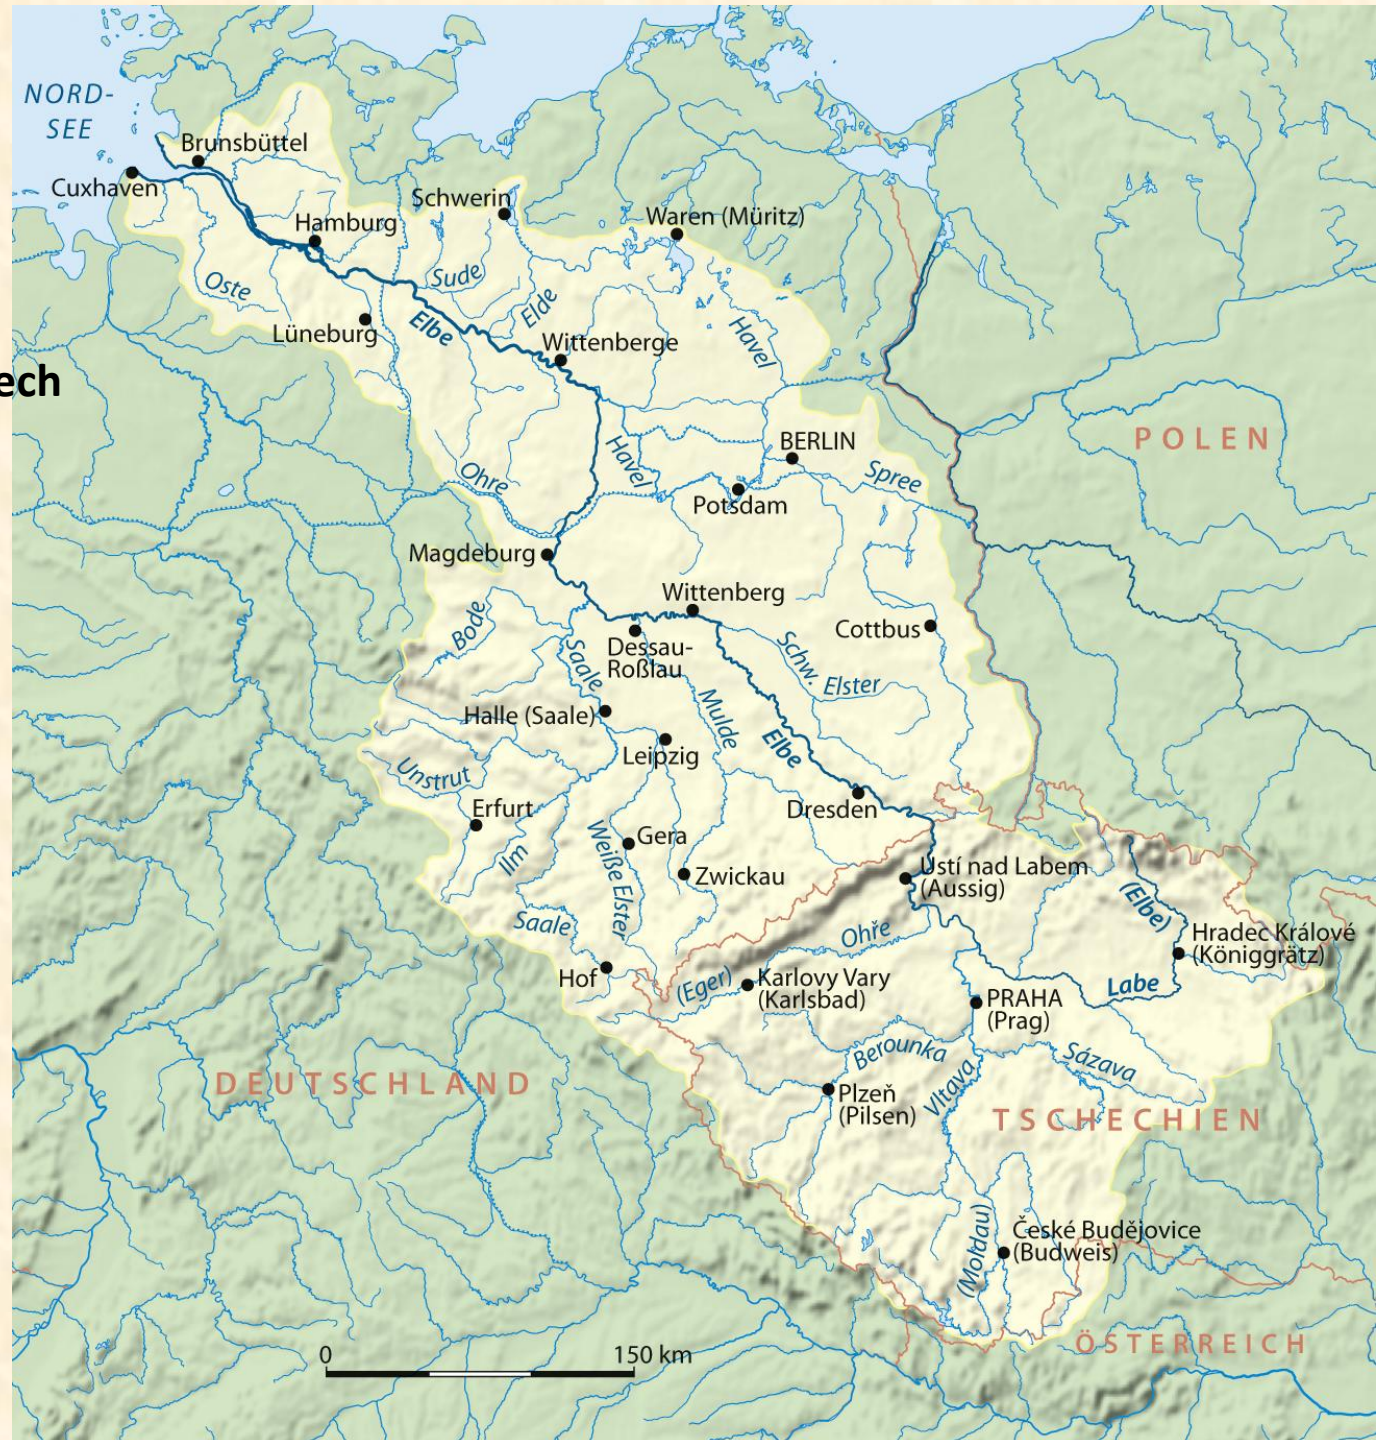 NORD-
SEE
Brunsbüttel
Cuxhaven
Schwerin
Waren (Müritz)
Hamburg
Sude
Oste
Elde
Lüneburg
Elbe
Wittenberge
Havel
ech
POLEN
BERLIN
Havel
Ohre
Spree
Potsdam
Magdeburg
Wittenberg
Bode
Cottbus
Dessau-
Roßlau
Saale
Schw.
Elster
Mulde
Halle (Saale)
Elbe
Leipzig
Unstrut
Erfurt
Dresden
Gera
Ilm
Weiße Elster
Zwickau
Ústí nad Labem
(Aussig)
(Elbe)
Saale
Ohře
Hradec Králové
(Königgrätz)
Hof
(Eger)
Karlovy Vary
(Karlsbad)
Labe
PRAHA
(Prag)
Berounka
Sázava
DEUTSCHLAND
Vltava
Plzeň
(Pilsen)
TSCHECHIEN
(Moldau)
České Budějovice
(Budweis)
ÖSTERREICH
0
150 km